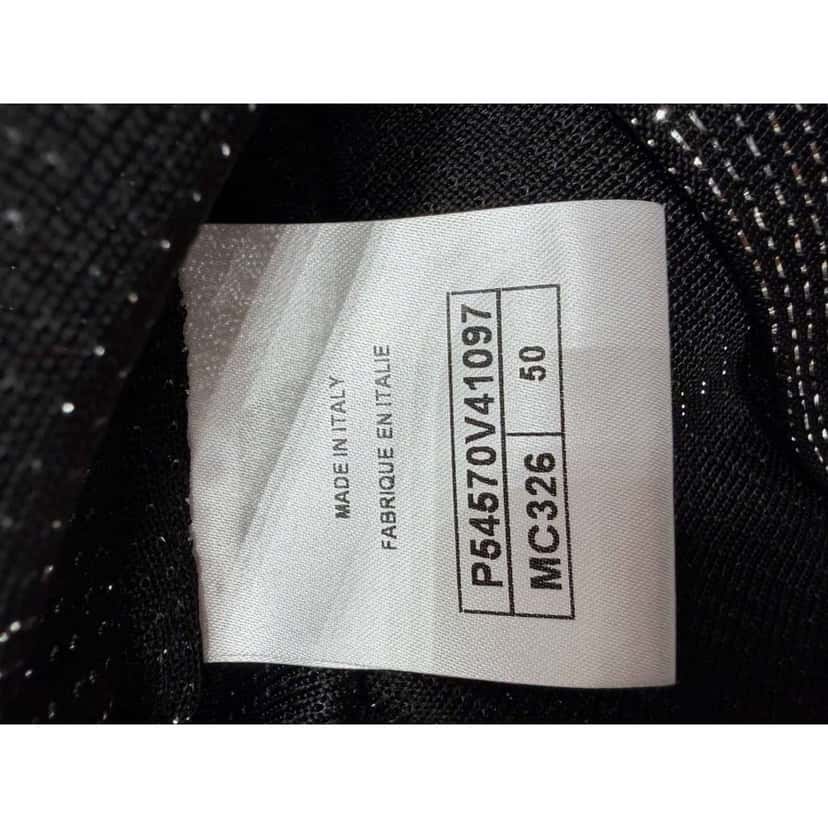 MADE IN ITALY
FABRIQUE EN ITALIE
P54570V41097
MC326 50